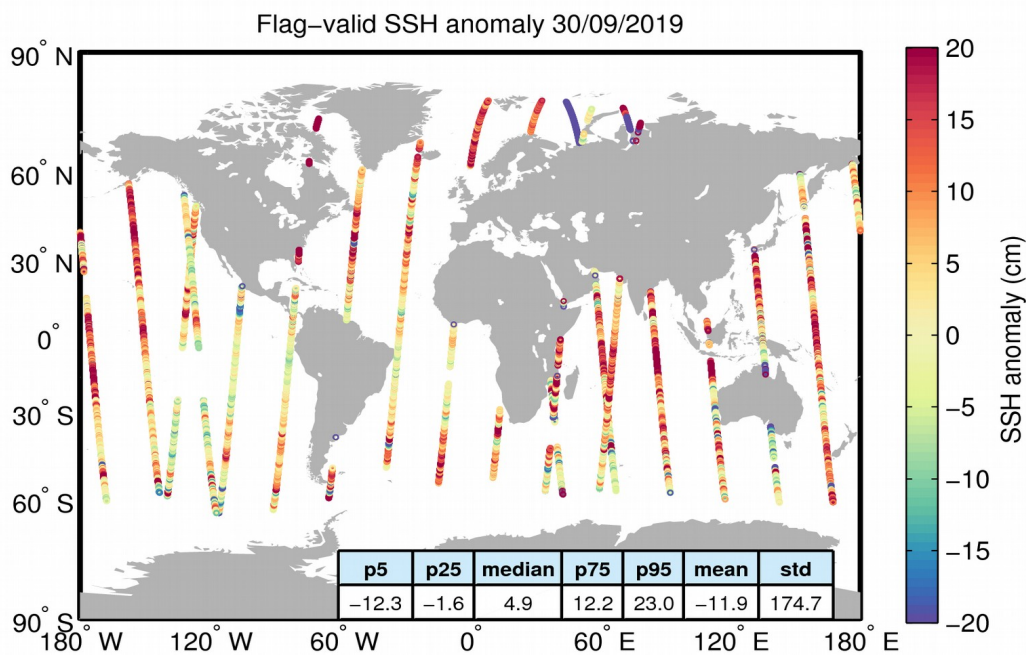 Flag−valid SSH anomaly 30/09/2019
90° N
60° N
30° N
0°
30° S
60° S
90° S
180° W
120° W
60° W
0°
60° E
120° E
180° E
p5 p25 median p75 p95 mean std
−12.3 −1.6 4.9 12.2 23.0 −11.9 174.7
20
15
10
5
0
−5
−10
−15
−20
SSH anomaly (cm)